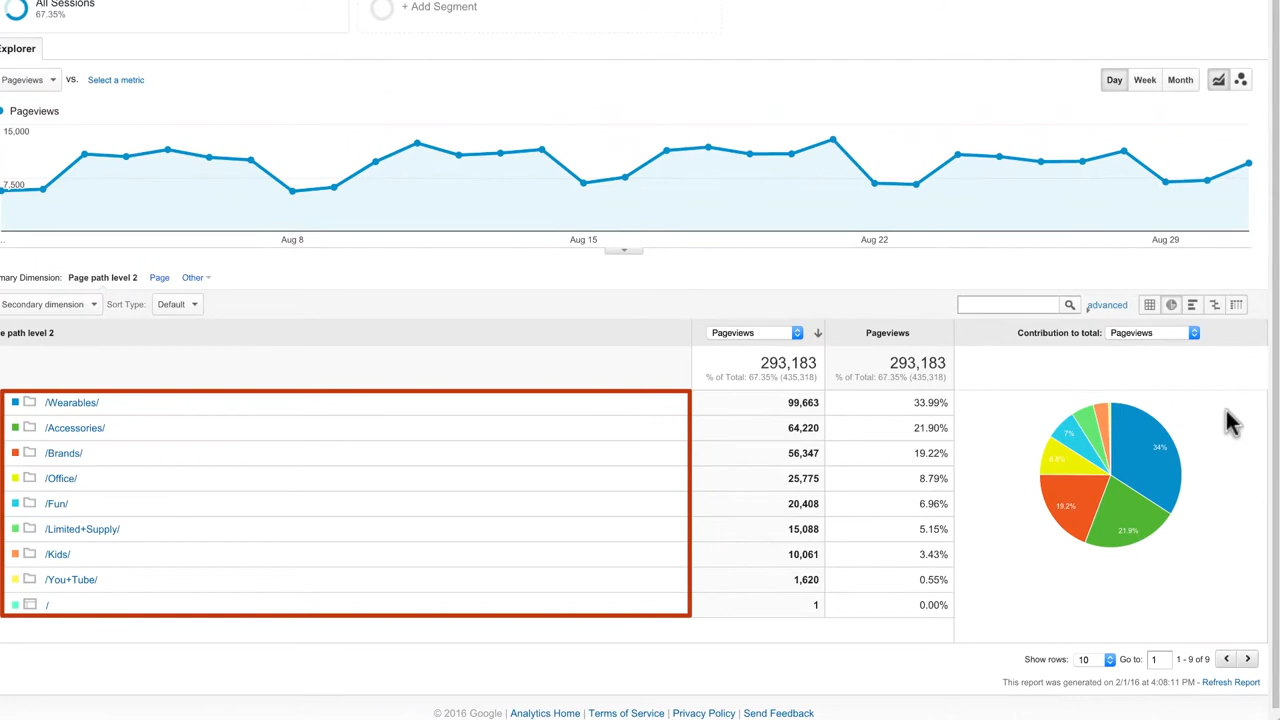 All Sessions
67.35%
+ Add Segment
Explorer
Pageviews vs. Select a metric
Day Week Month
Pageviews
15,000
7,500
... Aug 8 Aug 15 Aug 22 Aug 29
mary Dimension: Page path level 2 Page Other
Secondary dimension Sort Type: Default advanced
e path level 2 Pageviews Pageviews Contribution to total: Pageviews
293,183 293,183
% of Total: 67.35% (435,318) % of Total: 67.35% (435,318)
/Wearables/ 99,663 33.99%
/Accessories/ 64,220 21.90%
/Brands/ 56,347 19.22%
/Office/ 25,775 8.79%
/Fun/ 20,408 6.96%
/Limited+Supply/ 15,088 5.15%
/Kids/ 10,061 3.43%
/You+Tube/ 1,620 0.55%
/ 1 0.00%
34%
7%
8.8%
19.2%
21.9%
Show rows: 10 Go to: 1 1 - 9 of 9
This report was generated on 2/1/16 at 4:08:11 PM - Refresh Report
© 2016 Google | Analytics Home | Terms of Service | Privacy Policy | Send Feedback